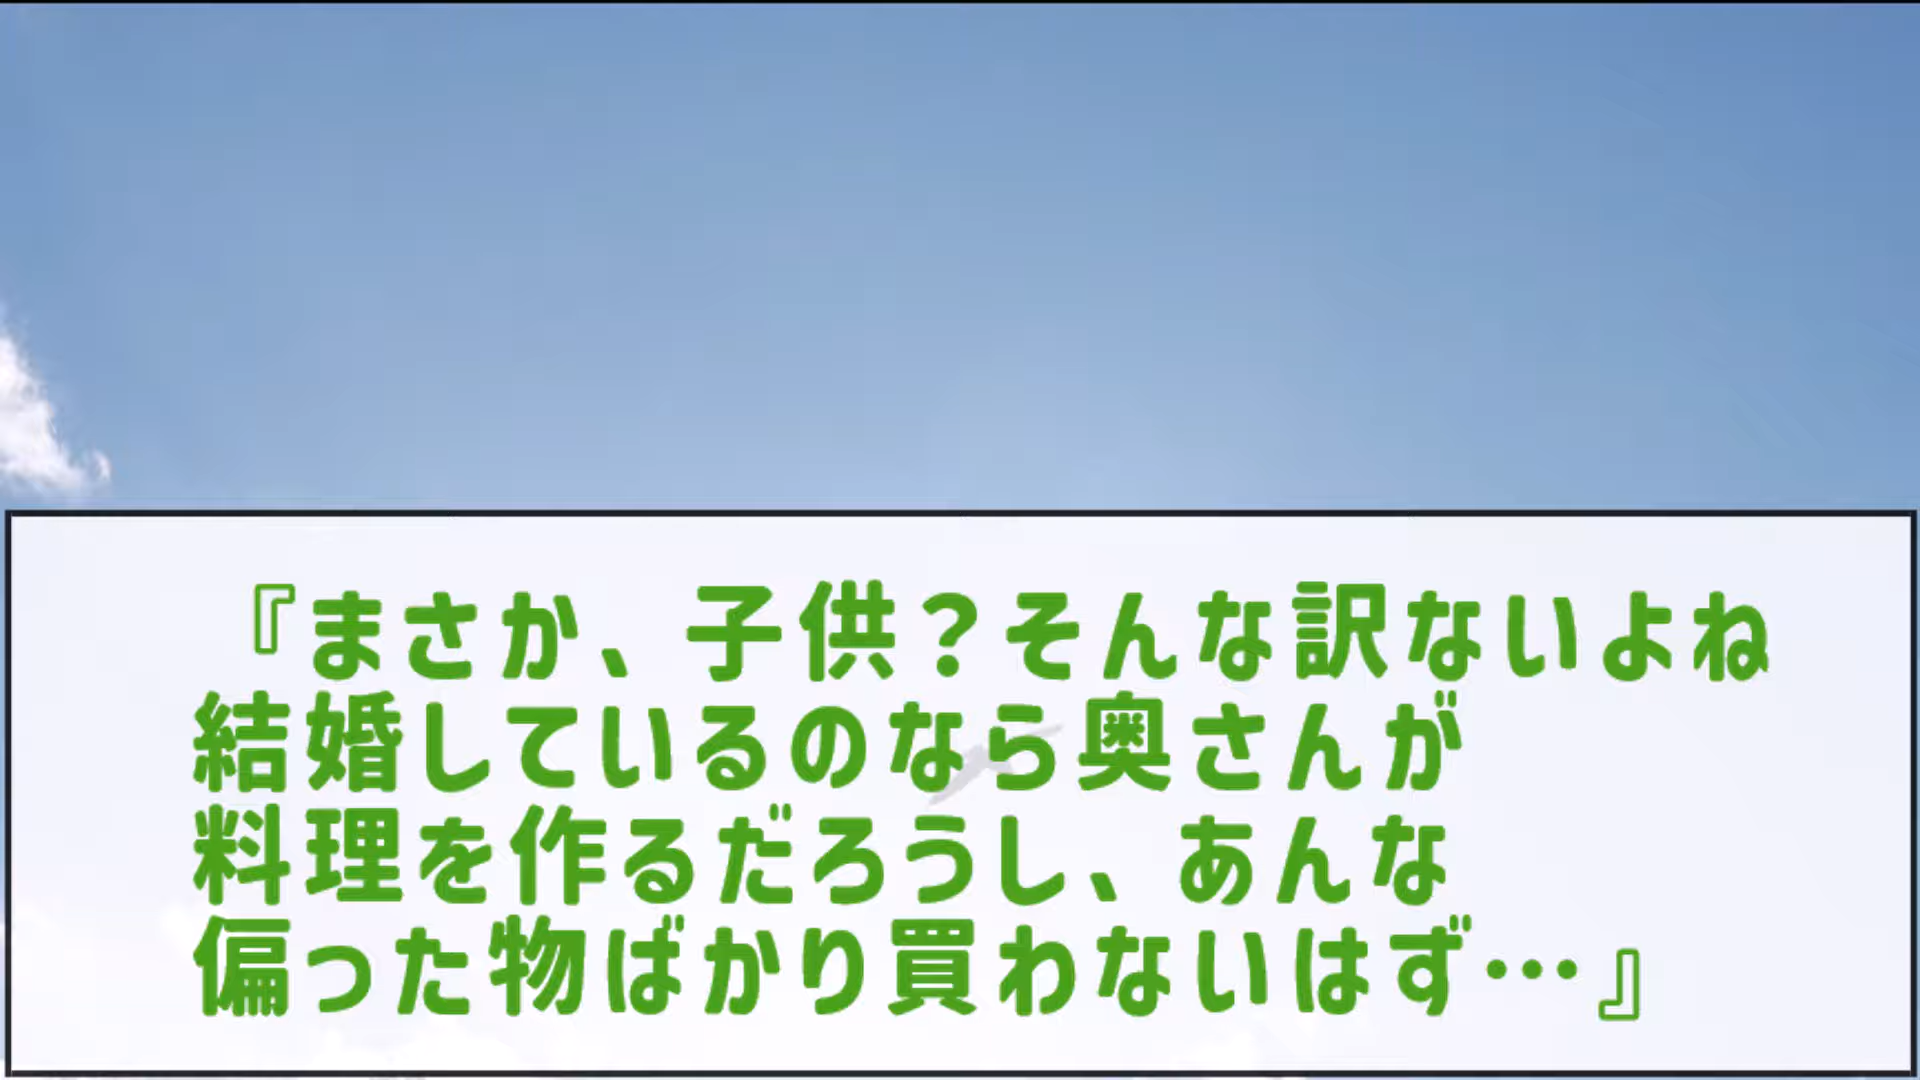 『まさか、子供？そんな訳ないよね
結婚しているのなら奥さんが
料理を作るだろうし、あんな
偏った物ばかり買わないはず…』